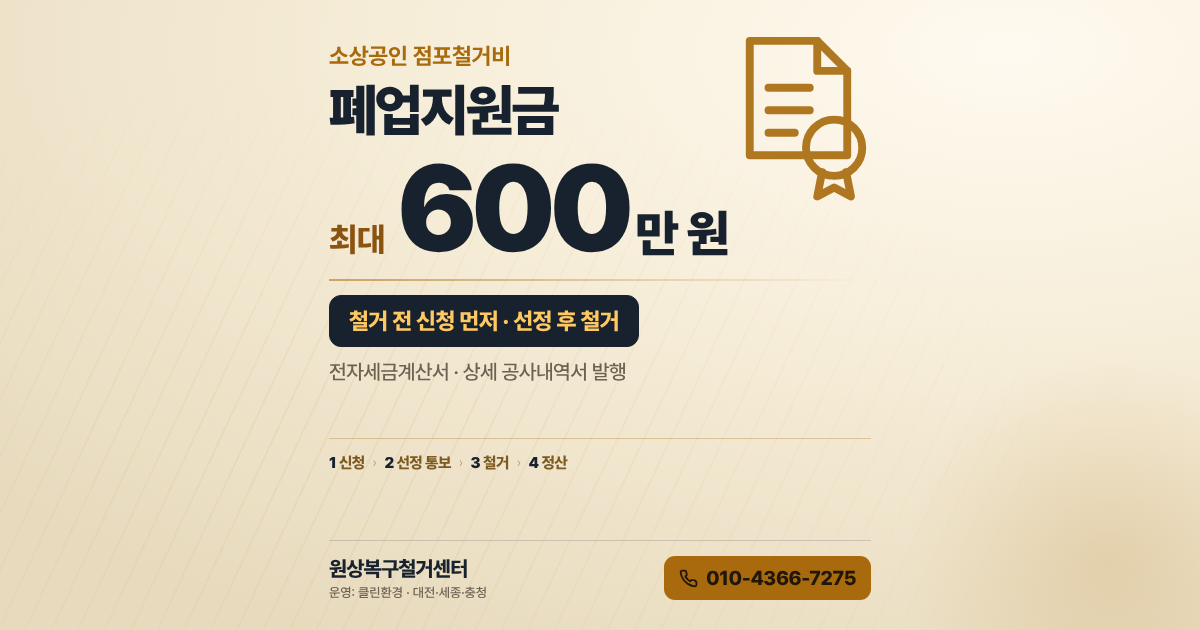 소상공인 점포철거비
폐업지원금
최대 600만 원
철거 전 신청 먼저 · 선정 후 철거
전자세금계산서 · 상세 공사내역서 발행
1 신청 › 2 선정 통보 › 3 철거 › 4 정산
원상복구철거센터
운영: 클린환경 · 대전·세종·충청
010-4366-7275